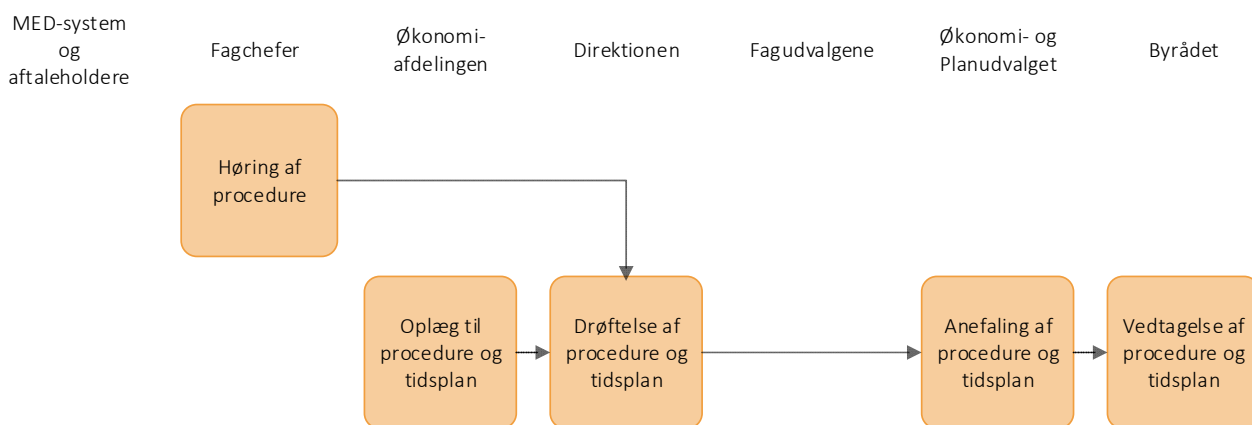 MED-system
og
aftaleholdere
Fagchefer
Økonomi-
afdelingen
Direktionen
Fagudvalgene
Økonomi- og
Planudvalget
Byrådet
Høring af
procedure
Oplæg til
procedure og
tidsplan
Drøftelse af
procedure og
tidsplan
Anefaling af
procedure og
tidsplan
Vedtagelse af
procedure og
tidsplan